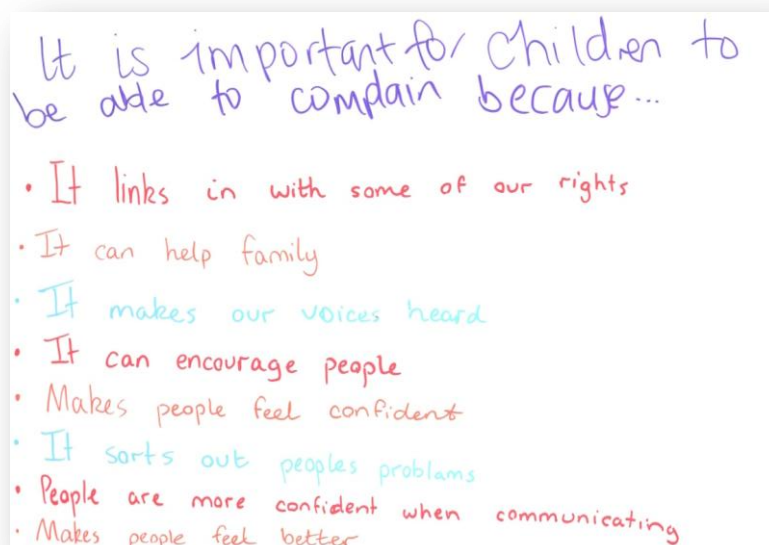 It is important for children to
be able to complain because...
• It links in with some of our rights
• It can help family
• It makes our voices heard
• It can encourage people
• Makes people feel confident
• It sorts out peoples problams
• People are more confident when communicating
• Makes people feel better